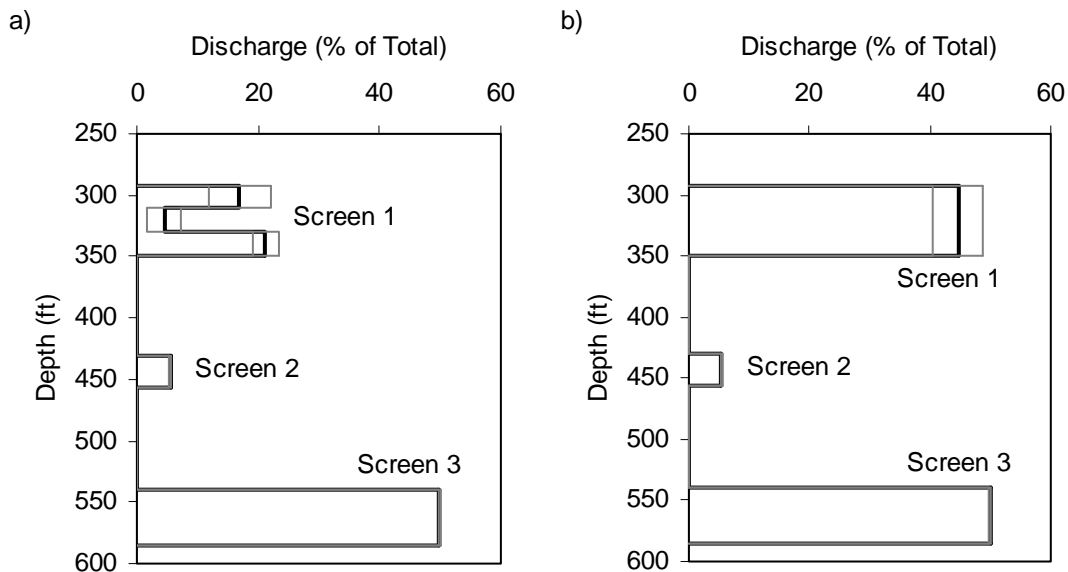 a)
Discharge (% of Total)
0 20 40 60
250
300
350
400
450
500
550
600
Depth (ft)
Screen 1
Screen 2
Screen 3
b)
Discharge (% of Total)
0 20 40 60
250
300
350
400
450
500
550
600
Depth (ft)
Screen 1
Screen 2
Screen 3